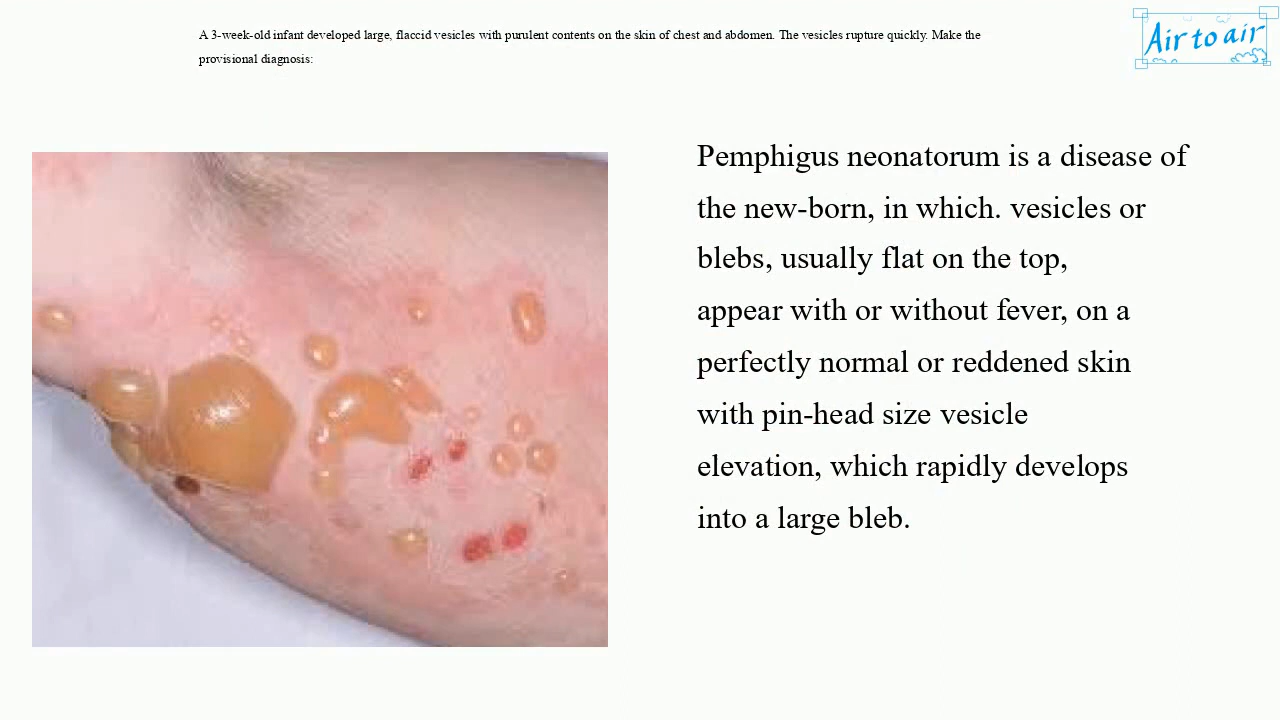 A 3-week-old infant developed large, flaccid vesicles with purulent contents on the skin of chest and abdomen. The vesicles rupture quickly. Make the
provisional diagnosis:
Air to air
Pemphigus neonatorum is a disease of
the new-born, in which. vesicles or
blebs, usually flat on the top,
appear with or without fever, on a
perfectly normal or reddened skin
with pin-head size vesicle
elevation, which rapidly develops
into a large bleb.